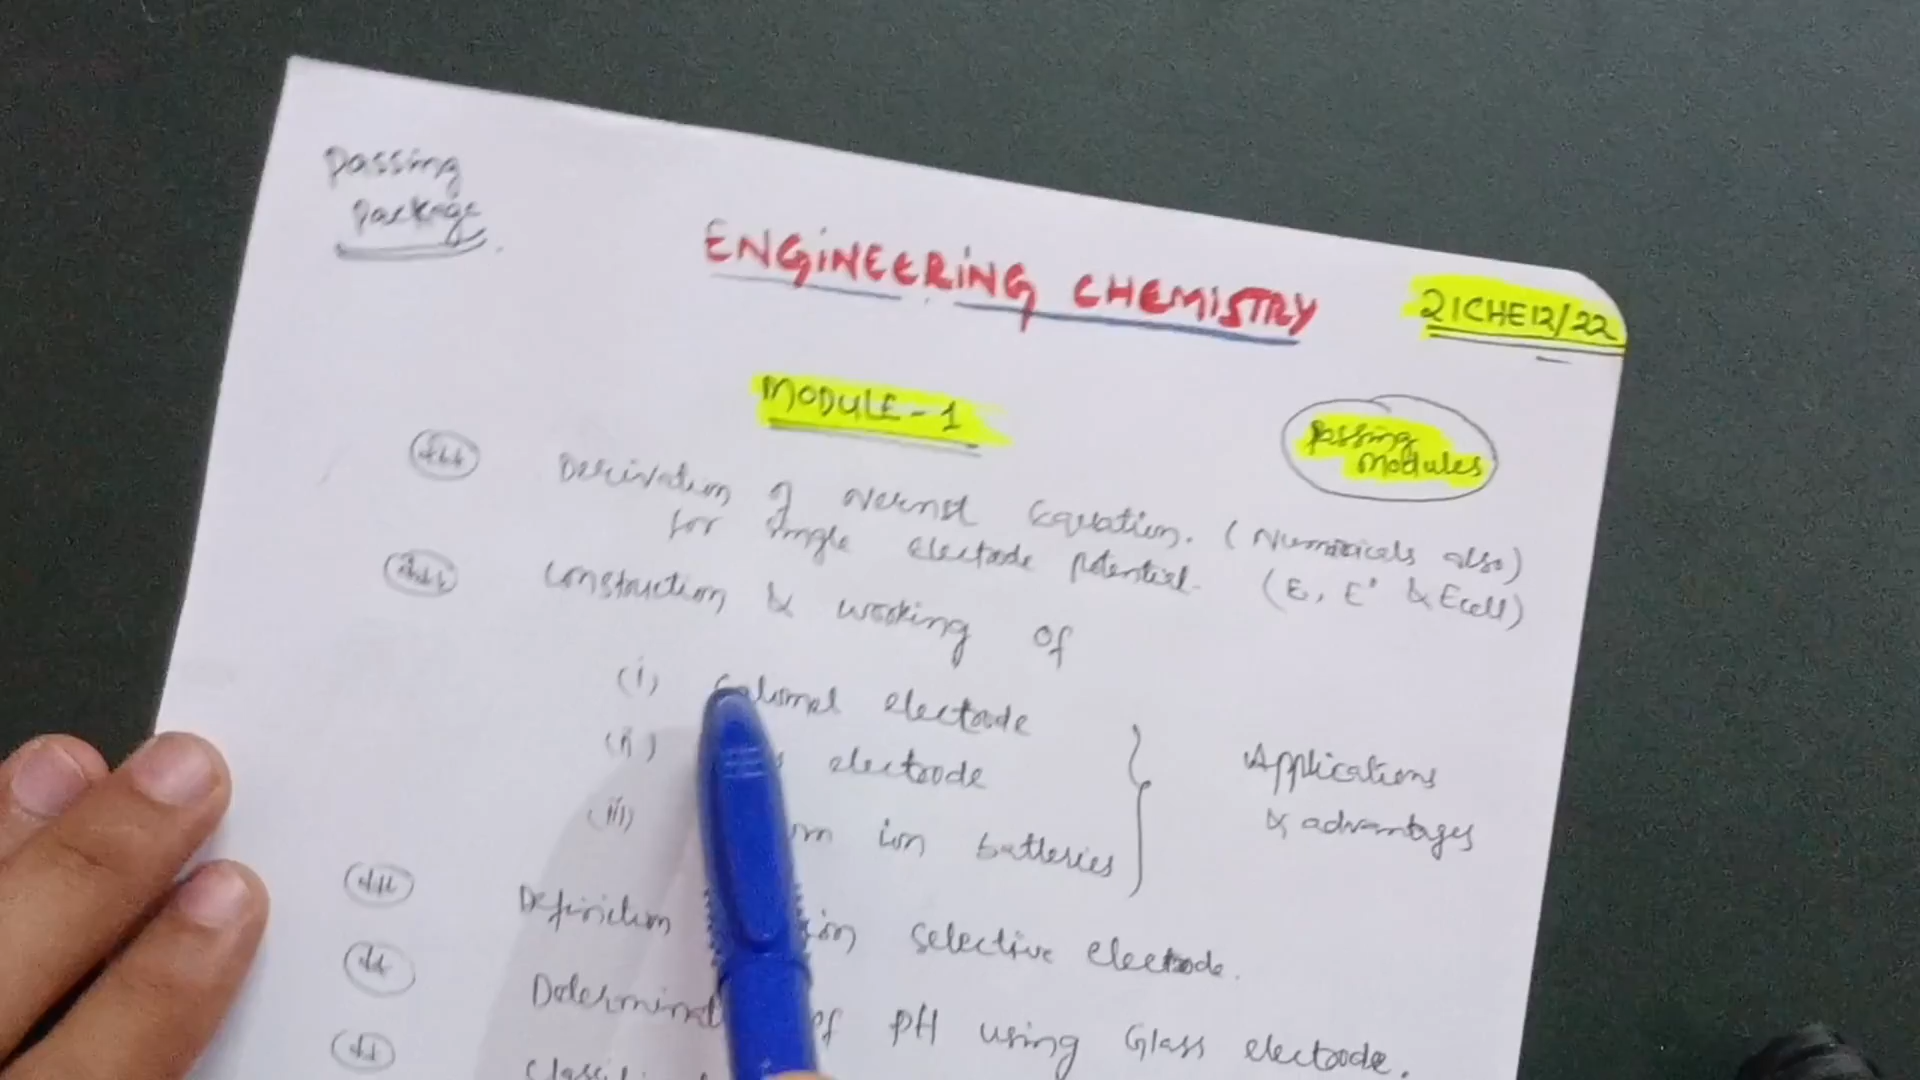 Passing
Package
ENGINEERING CHEMISTRY
21CHE12/22
MODULE-1
Passing
Modules
Derivation of Nernst Equation. (Numericals also)
for single electrode potential. (E, E° & Ecell)
Construction & working of
(i) Calomel electrode
(ii) electrode
(iii) ion batteries
Applications
& advantages
Definition ion selective electrode.
of pH using Glass electrode.